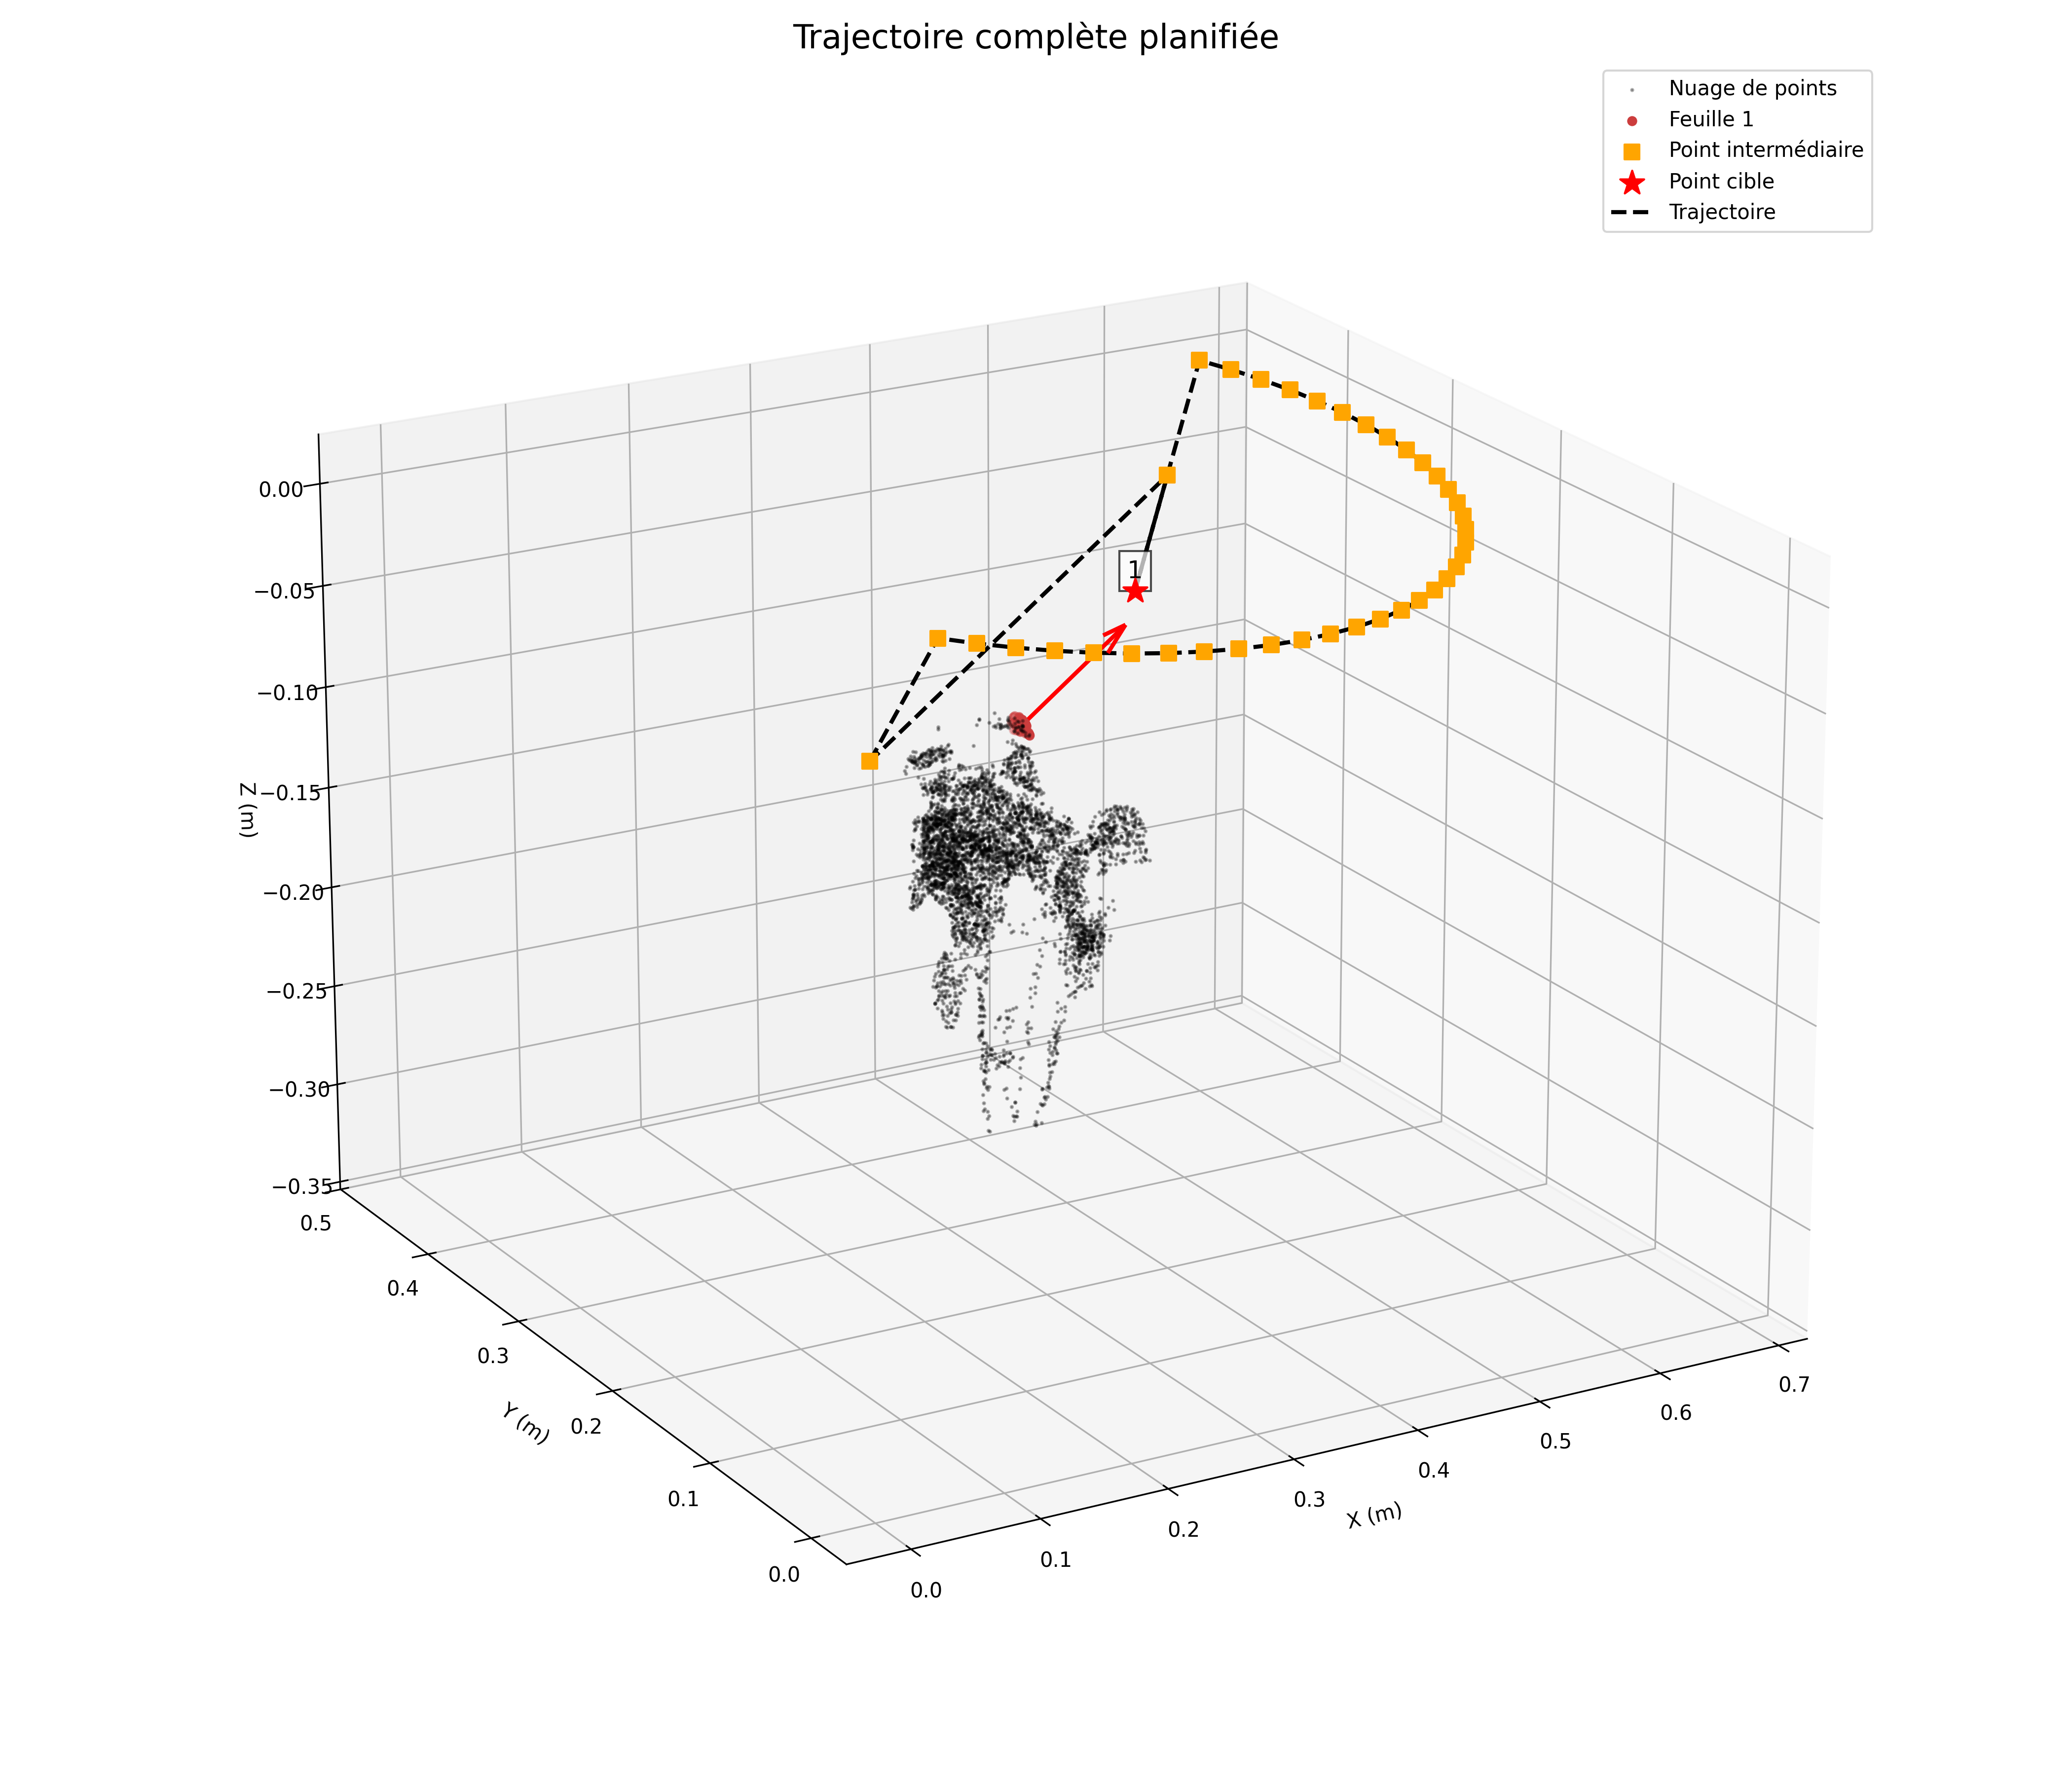 Trajectoire complète planifiée
Nuage de points
Feuille 1
Point intermédiaire
Point cible
Trajectoire
1
0.00
−0.05
−0.10
−0.15
−0.20
−0.25
−0.30
−0.35
Z (m)
0.5
0.4
0.3
0.2
0.1
0.0
Y (m)
0.0
0.1
0.2
0.3
0.4
0.5
0.6
0.7
X (m)